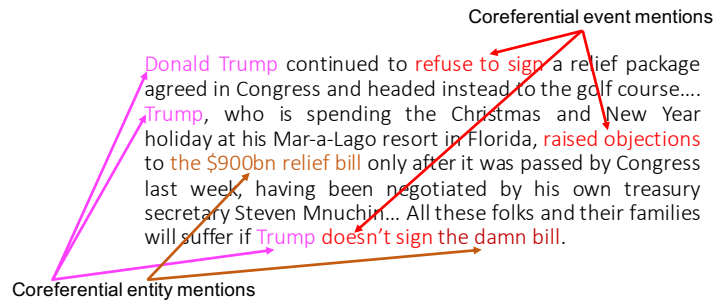 Coreferential event mentions
Donald Trump continued to refuse to sign a relief package
agreed in Congress and headed instead to the golf course....
Trump, who is spending the Christmas and New Year
holiday at his Mar-a-Lago resort in Florida, raised objections
to the $900bn relief bill only after it was passed by Congress
last week, having been negotiated by his own treasury
secretary Steven Mnuchin... All these folks and their families
will suffer if Trump doesn't sign the damn bill.
Coreferential entity mentions